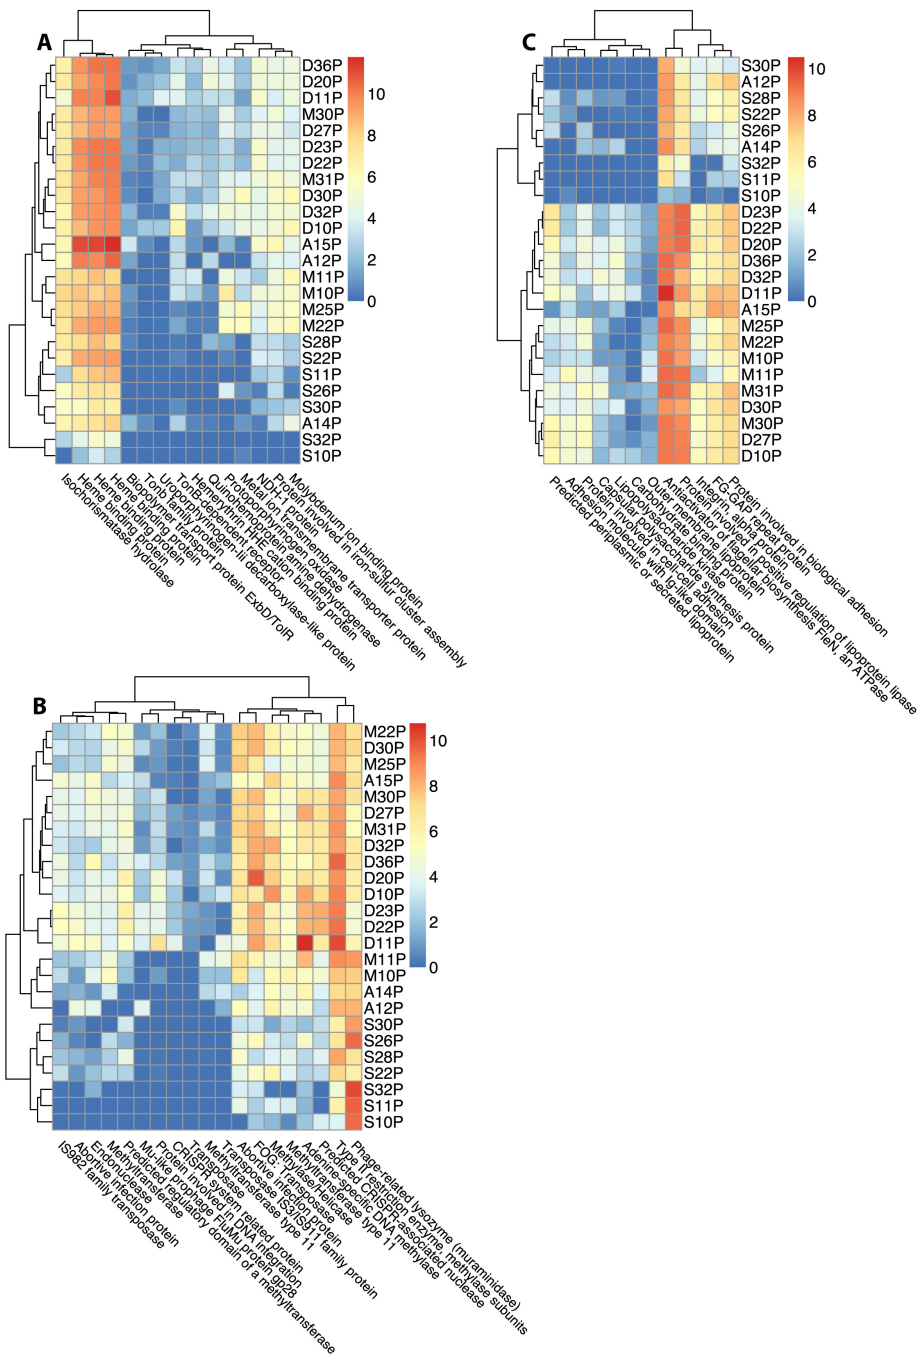 A
D36P
D20P
D11P
M30P
D27P
D23P
D22P
M31P
D30P
D32P
D10P
A15P
A12P
M11P
M10P
M25P
M22P
S28P
S22P
S11P
S26P
S30P
A14P
S32P
S10P
10
8
6
4
2
0
Isochorismatase hydrolase
Heme binding protein
Heme binding protein
Heme binding protein
Biopolymer transport protein ExbD/TolR
Tonb family protein
Uroporphyrinogen-Iii decarboxylase-like protein
TonB-dependent receptor
Hemerythrin HHE cation binding protein
Quinohemoprotein amine dehydrogenase
Protoporphyrinogen oxidase
Metal ion transmembrane transporter protein
NDH-1 protein
Protein involved in iron-sulfur cluster assembly
Molybdenum ion binding protein
C
S30P
A12P
S28P
S22P
S26P
A14P
S32P
S11P
S10P
D23P
D22P
D20P
D36P
D32P
D11P
A15P
M25P
M22P
M10P
M11P
M31P
D30P
M30P
D27P
D10P
10
8
6
4
2
0
Predicted periplasmic or secreted lipoprotein
Adhesion molecule with Ig-like domain
Protein involved in cell cell adhesion
Capsular polysaccharide synthesis protein
Lipopolysaccharide kinase
Carbohydrate binding protein
Outer membrane lipoprotein
Antiactivator of flagellar biosynthesis FleN, an ATPase
Protein involved in positive regulation of lipoprotein lipase
Integrin, alpha protein
FG-GAP repeat protein
Protein involved in biological adhesion
B
M22P
D30P
M25P
A15P
M30P
D27P
M31P
D32P
D36P
D20P
D10P
D23P
D22P
D11P
M11P
M10P
A14P
A12P
S30P
S26P
S28P
S22P
S32P
S11P
S10P
10
8
6
4
2
0
IS982 family transposase
Abortive infection protein
Endonuclease
Methyltransferase
Predicted regulatory domain of a methyltransferase
Mu-like prophage FluMu protein gp28
Protein involved in DNA integration
CRISPR system related protein
Transposase
Methyltransferase type 11
Transposase IS3/IS911 family protein
Abortive infection protein
FOG: Transposase
Methylase/Helicase
Methyltransferase type 11
Adenine-specific DNA methylase
Predicted CRISPR-associated nuclease
Type II restriction enzyme, methylase subunits
Phage-related lysozyme (muraminidase)